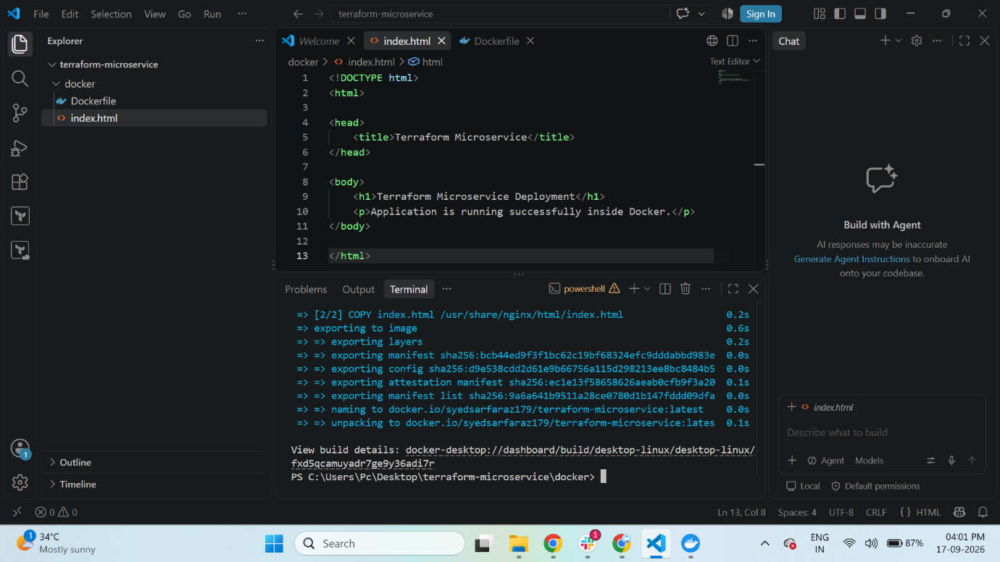 File Edit Selection View Go Run ··· terraform-microservice Sign In
Explorer ···
terraform-microservice
docker
Dockerfile
index.html
Outline
Timeline
Welcome index.html Dockerfile
docker > index.html > html Text Editor
1 <!DOCTYPE html>
2 <html>
3
4 <head>
5 <title>Terraform Microservice</title>
6 </head>
7
8 <body>
9 <h1>Terraform Microservice Deployment</h1>
10 <p>Application is running successfully inside Docker.</p>
11 </body>
12
13 </html>
Problems Output Terminal ··· powershell
=> [2/2] COPY index.html /usr/share/nginx/html/index.html 0.2s
=> exporting to image 0.6s
=> => exporting layers 0.2s
=> => exporting manifest sha256:bcb44ed9f3f1bc62c19bf68324efc9dddabbd983e 0.0s
=> => exporting config sha256:d9e538cdd2d61e9b66756a115d298213ee8bc8484b5 0.0s
=> => exporting attestation manifest sha256:ec1e13f58658626aeab0cfb9f3a20 0.1s
=> => exporting manifest list sha256:9a6a641b9511a28ce0780d1b147fddd09dfa 0.0s
=> => naming to docker.io/syedsarfaraz179/terraform-microservice:latest 0.0s
=> => unpacking to docker.io/syedsarfaraz179/terraform-microservice:lates 0.1s
View build details: docker-desktop://dashboard/build/desktop-linux/desktop-linux/
fxd5qcamuyadr7ge9y36adi7r
PS C:\Users\Pc\Desktop\terraform-microservice\docker>
Chat
Build with Agent
AI responses may be inaccurate
Generate Agent Instructions to onboard AI
onto your codebase.
index.html
Describe what to build
Agent Models
Local Default permissions
1
0 0 Ln 13, Col 8 Spaces: 4 UTF-8 CRLF { } HTML
1 34°C
Mostly sunny
Search
1
ENG
IN
87%
04:01 PM
17-09-2026